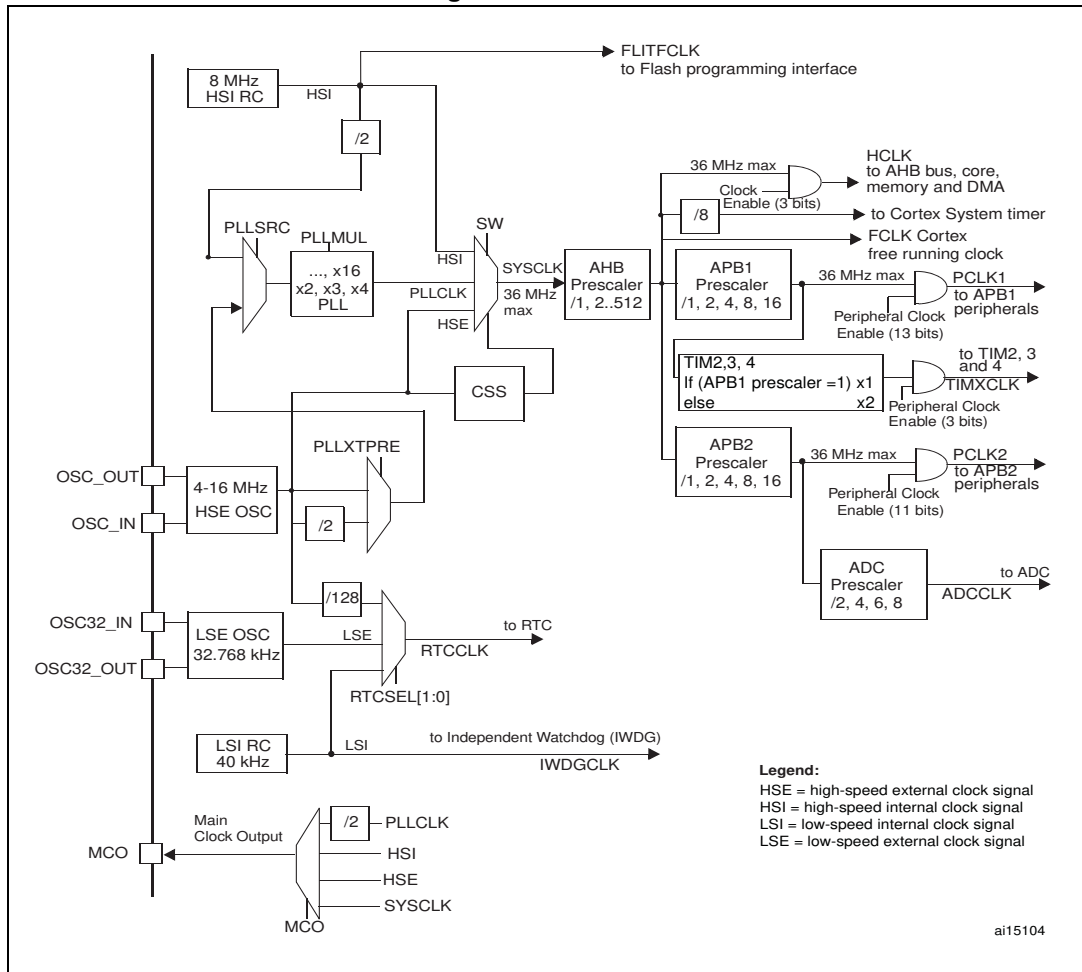 FLITFCLK
to Flash programming interface
8 MHz
HSI RC
HSI
/2
36 MHz max
HCLK
to AHB bus, core,
memory and DMA
Clock
Enable (3 bits)
/8
to Cortex System timer
FCLK Cortex
free running clock
PLLSRC
PLLMUL
..., x16
x2, x3, x4
PLL
SW
HSI
PLLCLK
HSE
SYSCLK
36 MHz
max
AHB
Prescaler
/1, 2..512
APB1
Prescaler
/1, 2, 4, 8, 16
36 MHz max
PCLK1
to APB1
peripherals
Peripheral Clock
Enable (13 bits)
TIM2,3, 4
If (APB1 prescaler =1) x1
else x2
to TIM2, 3
and 4
TIMXCLK
Peripheral Clock
Enable (3 bits)
CSS
PLLXTPRE
OSC_OUT
OSC_IN
4-16 MHz
HSE OSC
/2
APB2
Prescaler
/1, 2, 4, 8, 16
36 MHz max
PCLK2
to APB2
peripherals
Peripheral Clock
Enable (11 bits)
ADC
Prescaler
/2, 4, 6, 8
to ADC
ADCCLK
/128
OSC32_IN
OSC32_OUT
LSE OSC
32.768 kHz
LSE
to RTC
RTCCLK
RTCSEL[1:0]
LSI RC
40 kHz
LSI
to Independent Watchdog (IWDG)
IWDGCLK
Legend:
HSE = high-speed external clock signal
HSI = high-speed internal clock signal
LSI = low-speed internal clock signal
LSE = low-speed external clock signal
MCO
Main
Clock Output
/2
PLLCLK
HSI
HSE
SYSCLK
MCO
ai15104